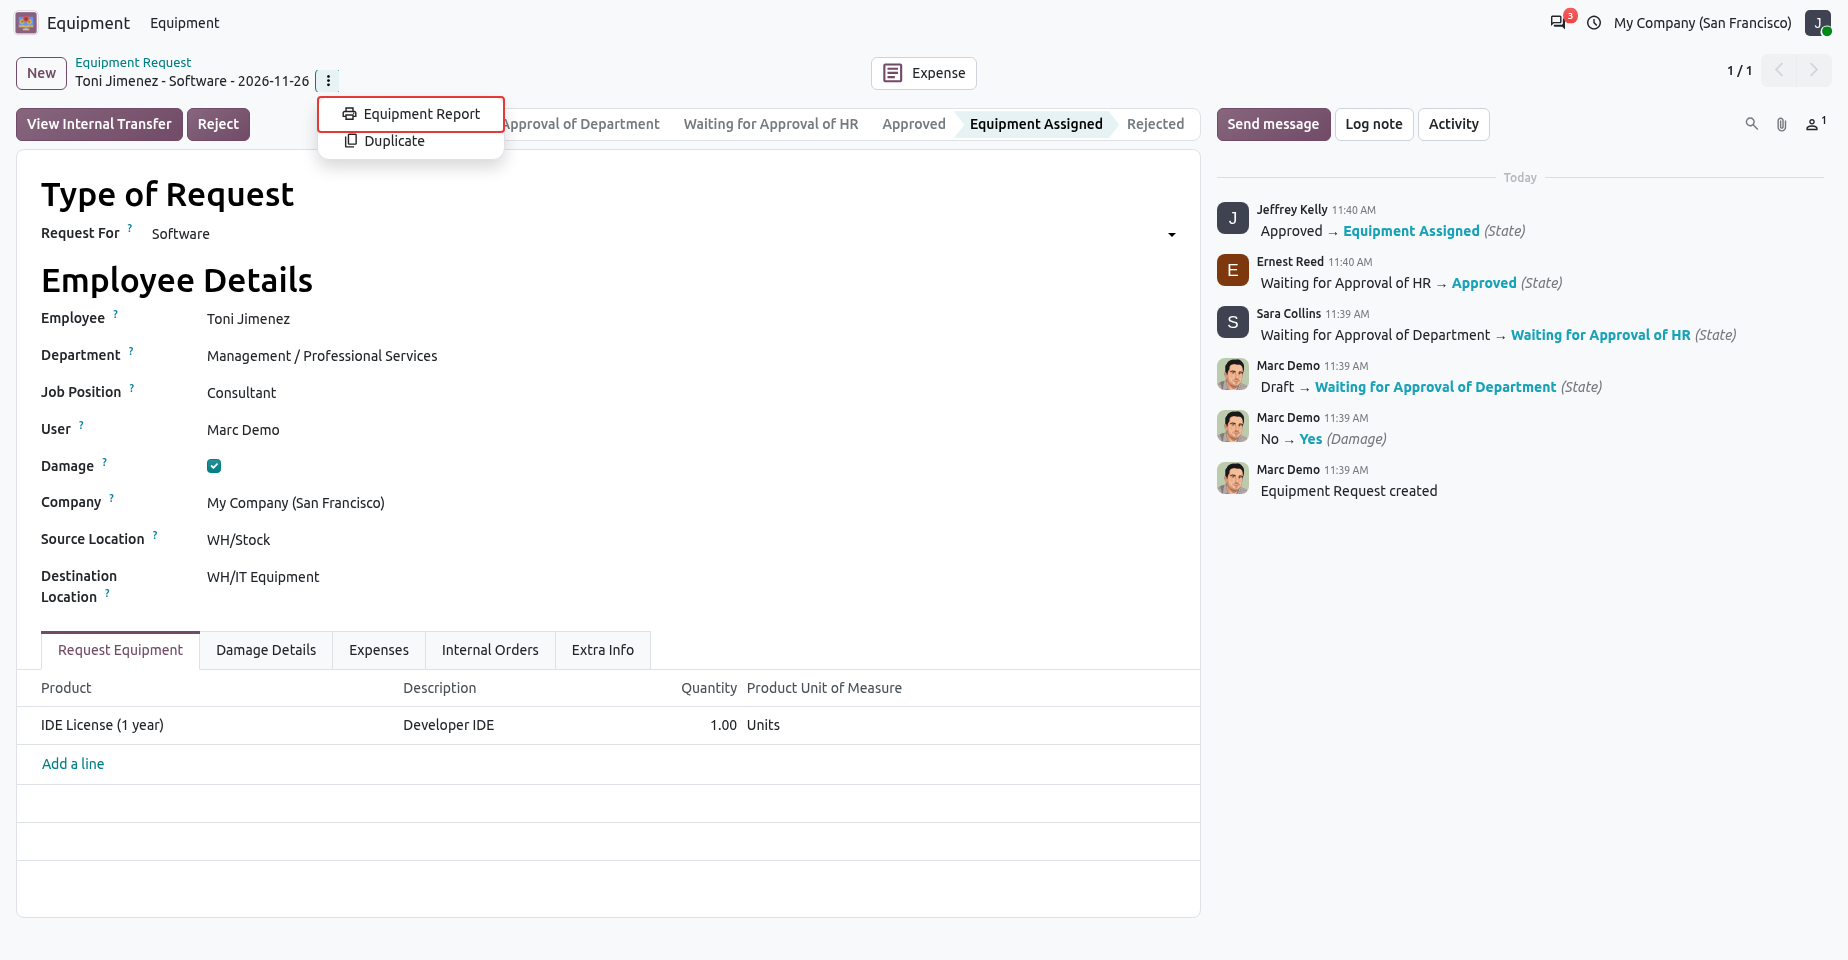 Equipment Equipment 3 My Company (San Francisco) J
New Equipment Request
Toni Jimenez - Software - 2026-11-26
Expense
1 / 1
Equipment Report
Duplicate
View Internal Transfer Reject Approval of Department Waiting for Approval of HR Approved Equipment Assigned Rejected
Send message Log note Activity 1
Type of Request
Request For ? Software
Employee Details
Employee ? Toni Jimenez
Department ? Management / Professional Services
Job Position ? Consultant
User ? Marc Demo
Damage ?
Company ? My Company (San Francisco)
Source Location ? WH/Stock
Destination
Location ? WH/IT Equipment
Request Equipment Damage Details Expenses Internal Orders Extra Info
Product Description Quantity Product Unit of Measure
IDE License (1 year) Developer IDE 1.00 Units
Add a line
Today
J Jeffrey Kelly 11:40 AM
Approved → Equipment Assigned (State)
E Ernest Reed 11:40 AM
Waiting for Approval of HR → Approved (State)
S Sara Collins 11:39 AM
Waiting for Approval of Department → Waiting for Approval of HR (State)
Marc Demo 11:39 AM
Draft → Waiting for Approval of Department (State)
Marc Demo 11:39 AM
No → Yes (Damage)
Marc Demo 11:39 AM
Equipment Request created